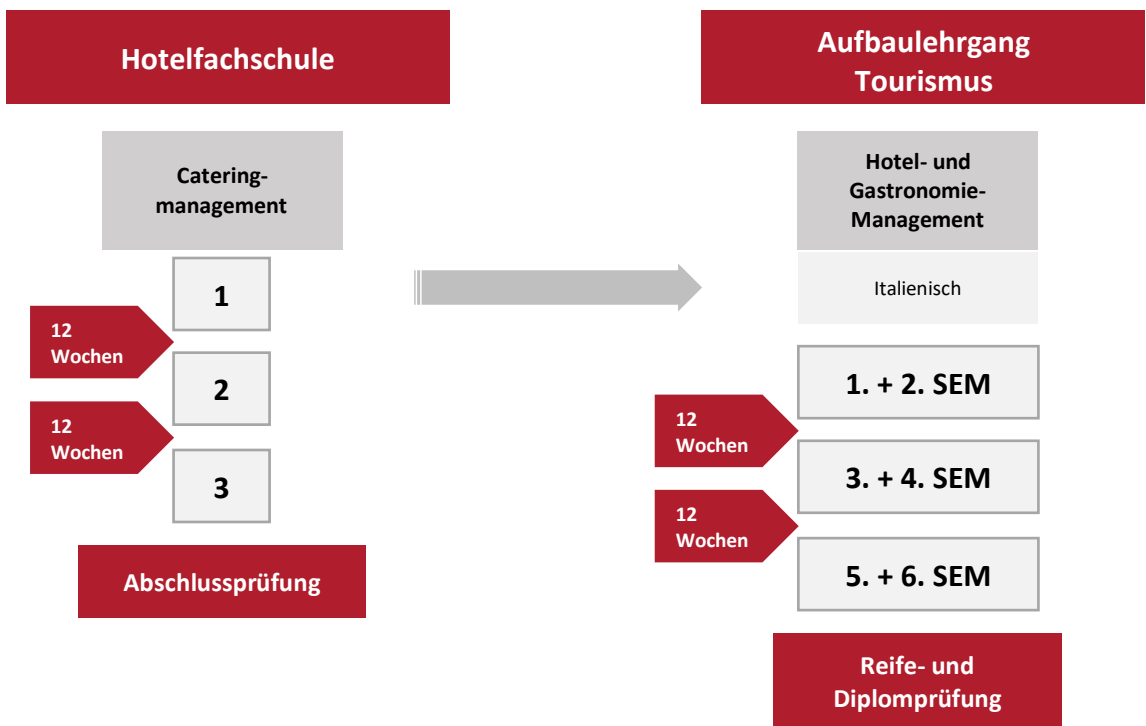 Hotelfachschule
Catering-
management
1
12
Wochen
2
12
Wochen
3
Abschlussprüfung
Aufbaulehrgang
Tourismus
Hotel- und
Gastronomie-
Management
Italienisch
1. + 2. SEM
12
Wochen
3. + 4. SEM
12
Wochen
5. + 6. SEM
Reife- und
Diplomprüfung